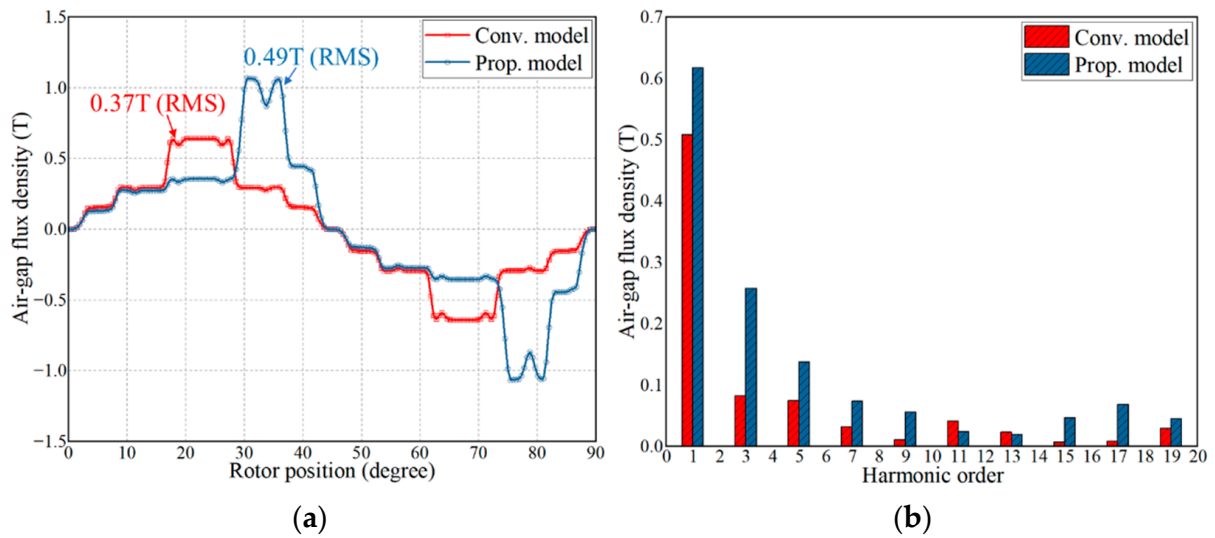 1.5
1.0
0.5
0.0
−0.5
−1.0
−1.5
Air-gap flux density (T)
0.37T (RMS)
0.49T (RMS)
Conv. model
Prop. model
0 10 20 30 40 50 60 70 80 90
Rotor position (degree)
(a)
0.7
0.6
0.5
0.4
0.3
0.2
0.1
0.0
Air-gap flux density (T)
Conv. model
Prop. model
0 1 2 3 4 5 6 7 8 9 10 11 12 13 14 15 16 17 18 19 20
Harmonic order
(b)